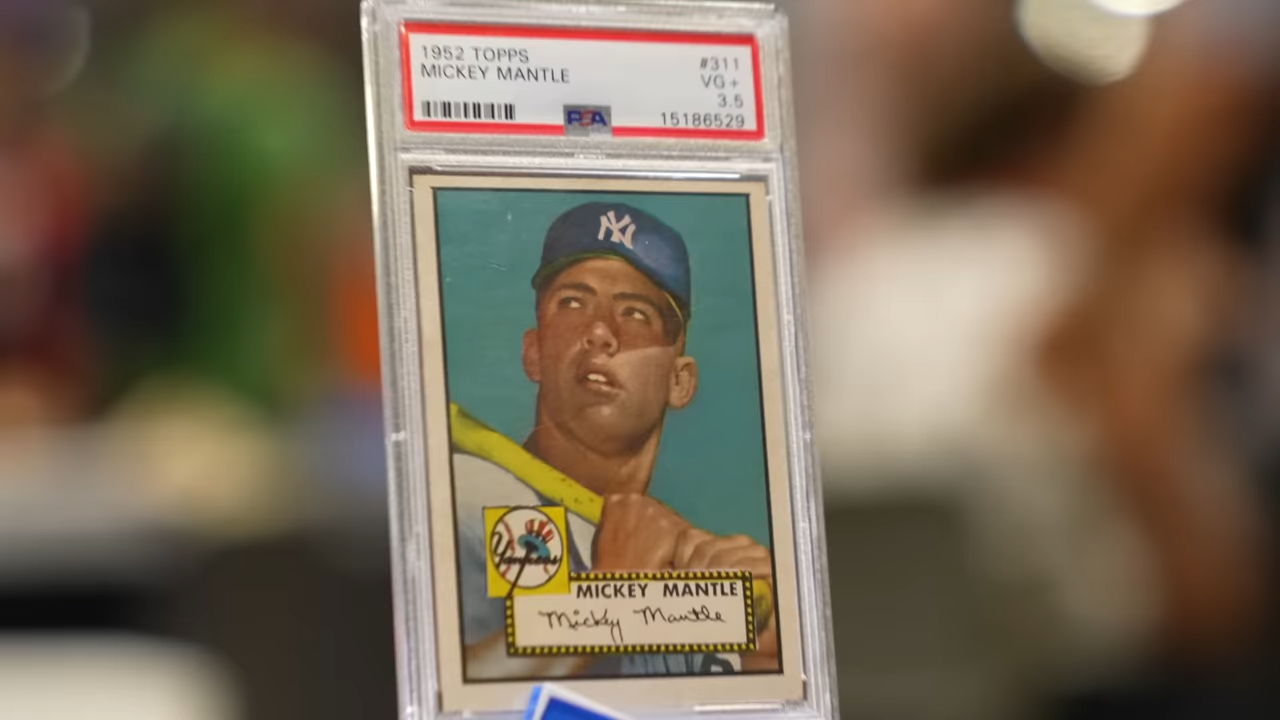 1952 TOPPS #311
MICKEY MANTLE VG +
3.5
PSA 15186529
NY
Yankees
MICKEY MANTLE
Mickey Mantle